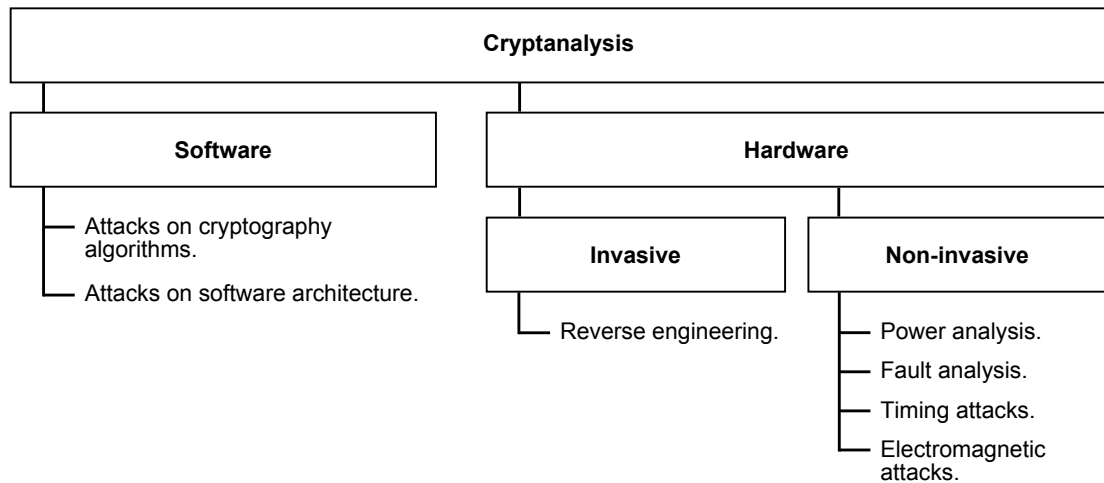 Cryptanalysis
Software
Hardware
Attacks on cryptography
algorithms.
Attacks on software architecture.
Invasive
Non-invasive
Reverse engineering.
Power analysis.
Fault analysis.
Timing attacks.
Electromagnetic
attacks.